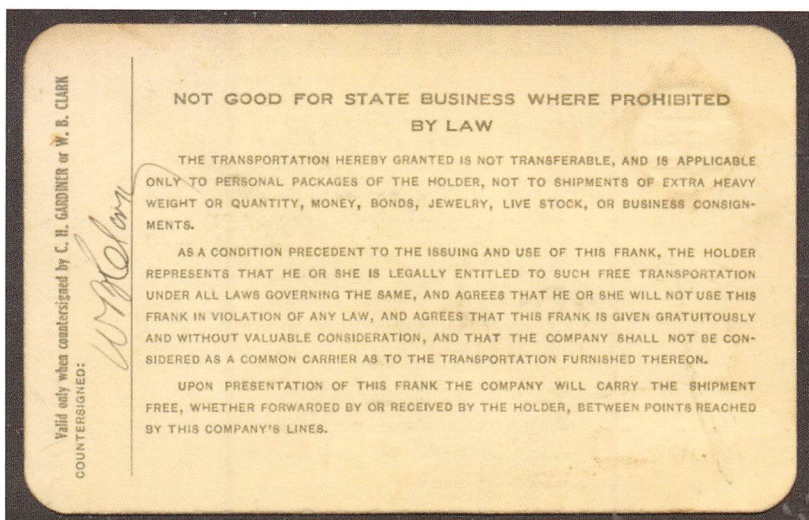 Valid only when countersigned by C. H. GARDINER or W. B. CLARK
COUNTERSIGNED:
W B Clark
NOT GOOD FOR STATE BUSINESS WHERE PROHIBITED
BY LAW
THE TRANSPORTATION HEREBY GRANTED IS NOT TRANSFERABLE, AND IS APPLICABLE
ONLY TO PERSONAL PACKAGES OF THE HOLDER, NOT TO SHIPMENTS OF EXTRA HEAVY
WEIGHT OR QUANTITY, MONEY, BONDS, JEWELRY, LIVE STOCK, OR BUSINESS CONSIGN-
MENTS.
AS A CONDITION PRECEDENT TO THE ISSUING AND USE OF THIS FRANK, THE HOLDER
REPRESENTS THAT HE OR SHE IS LEGALLY ENTITLED TO SUCH FREE TRANSPORTATION
UNDER ALL LAWS GOVERNING THE SAME, AND AGREES THAT HE OR SHE WILL NOT USE THIS
FRANK IN VIOLATION OF ANY LAW, AND AGREES THAT THIS FRANK IS GIVEN GRATUITOUSLY
AND WITHOUT VALUABLE CONSIDERATION, AND THAT THE COMPANY SHALL NOT BE CON-
SIDERED AS A COMMON CARRIER AS TO THE TRANSPORTATION FURNISHED THEREON.
UPON PRESENTATION OF THIS FRANK THE COMPANY WILL CARRY THE SHIPMENT
FREE, WHETHER FORWARDED BY OR RECEIVED BY THE HOLDER, BETWEEN POINTS REACHED
BY THIS COMPANY'S LINES.